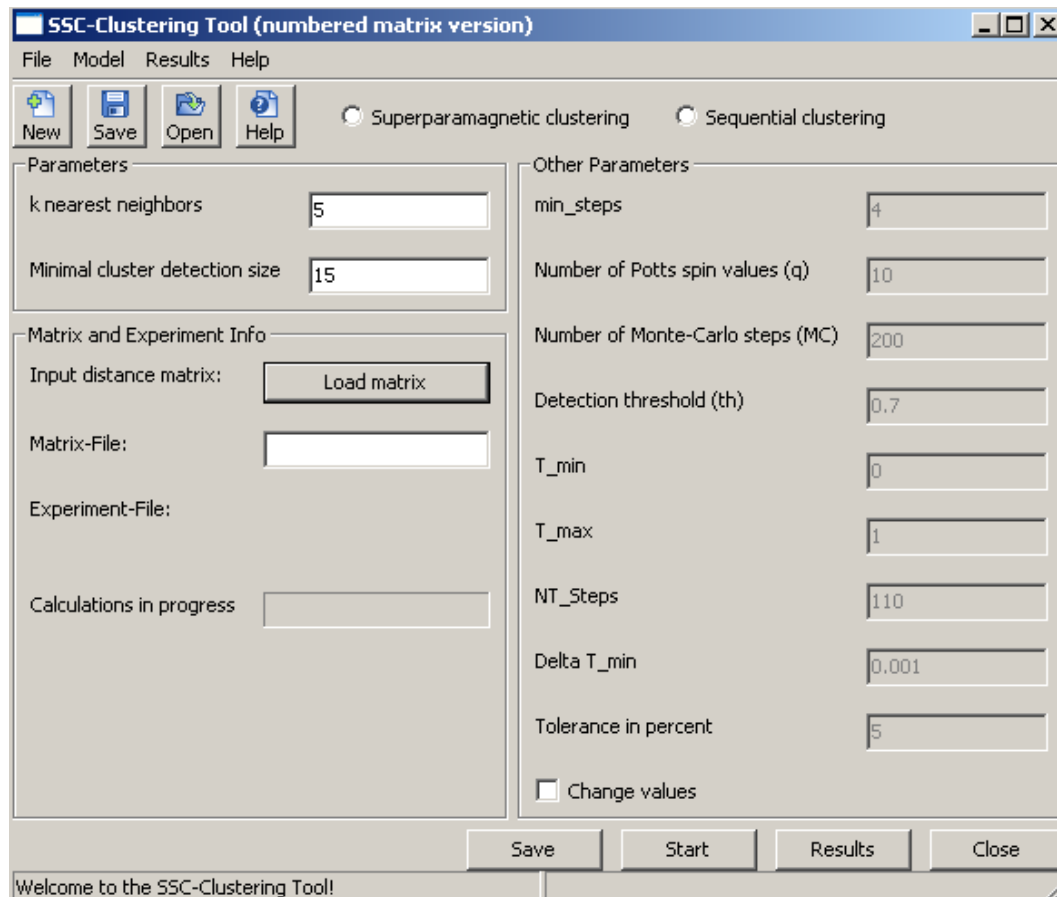 SSC-Clustering Tool (numbered matrix version)
File Model Results Help
New Save Open Help
Superparamagnetic clustering Sequential clustering
Parameters
k nearest neighbors 5
Minimal cluster detection size 15
Matrix and Experiment Info
Input distance matrix: Load matrix
Matrix-File:
Experiment-File:
Calculations in progress
Other Parameters
min_steps 4
Number of Potts spin values (q) 10
Number of Monte-Carlo steps (MC) 200
Detection threshold (th) 0.7
T_min 0
T_max 1
NT_Steps 110
Delta T_min 0.001
Tolerance in percent 5
Change values
Save Start Results Close
Welcome to the SSC-Clustering Tool!